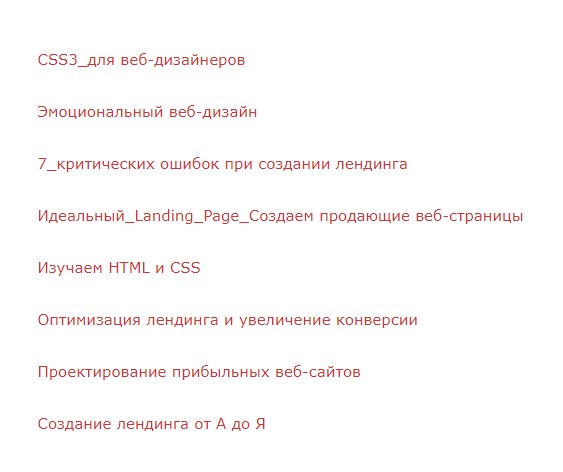 CSS3_для веб-дизайнеров
Эмоциональный веб-дизайн
7_критических ошибок при создании лендинга
Идеальный_Landing_Page_Создаем продающие веб-страницы
Изучаем HTML и CSS
Оптимизация лендинга и увеличение конверсии
Проектирование прибыльных веб-сайтов
Создание лендинга от А до Я